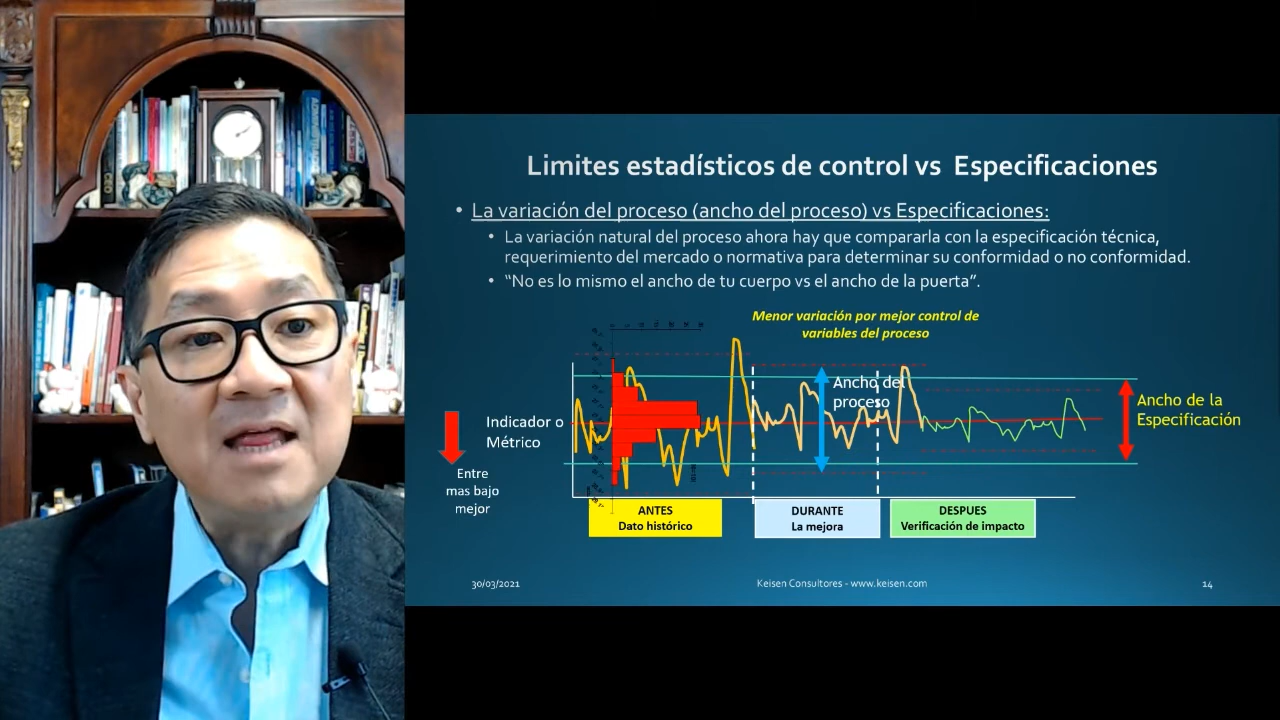 Limites estadísticos de control vs Especificaciones
• La variación del proceso (ancho del proceso) vs Especificaciones:
• La variación natural del proceso ahora hay que compararla con la especificación técnica,
requerimiento del mercado o normativa para determinar su conformidad o no conformidad.
• “No es lo mismo el ancho de tu cuerpo vs el ancho de la puerta”.
Menor variación por mejor control de
variables del proceso
Ancho del
proceso
Ancho de la
Especificación
Indicador o
Métrico
Entre
mas bajo
mejor
ANTES
Dato histórico
DURANTE
La mejora
DESPUES
Verificación de impacto
30/03/2021
Keisen Consultores - www.keisen.com
14